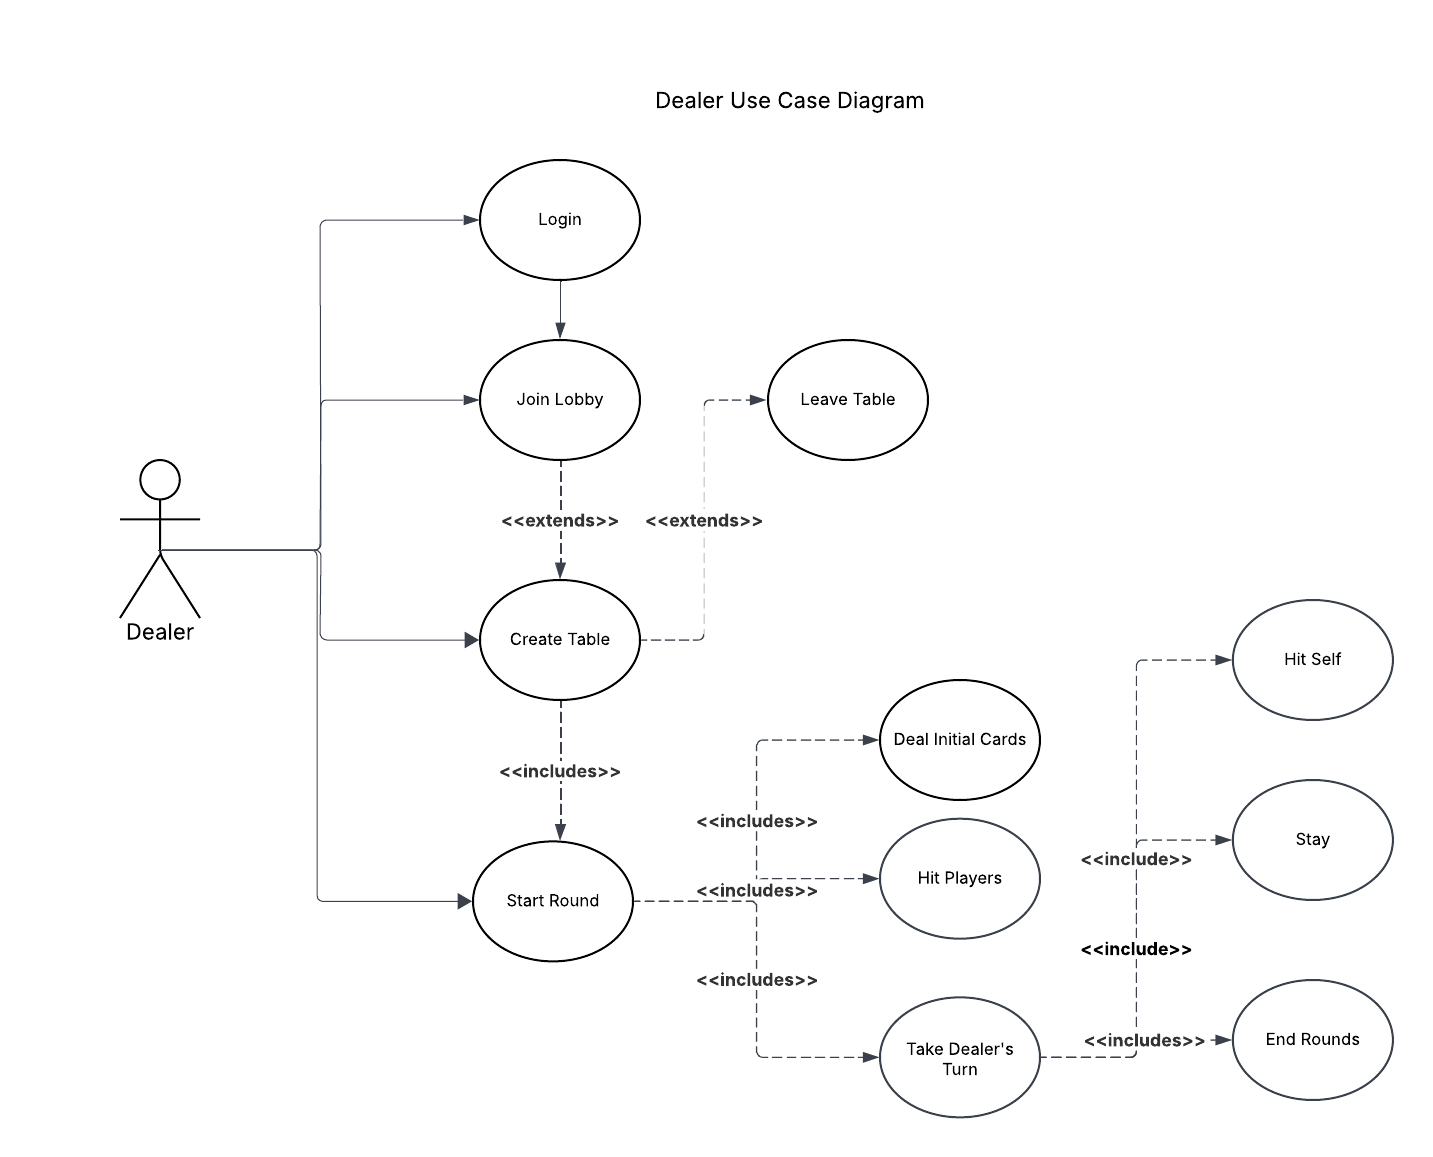 Dealer Use Case Diagram
Login
Join Lobby
Leave Table
<<extends>>
<<extends>>
Dealer
Create Table
Hit Self
Deal Initial Cards
<<includes>>
<<includes>>
Stay
<<include>>
Hit Players
<<includes>>
Start Round
<<include>>
<<includes>>
Take Dealer's
Turn
<<includes>>
End Rounds